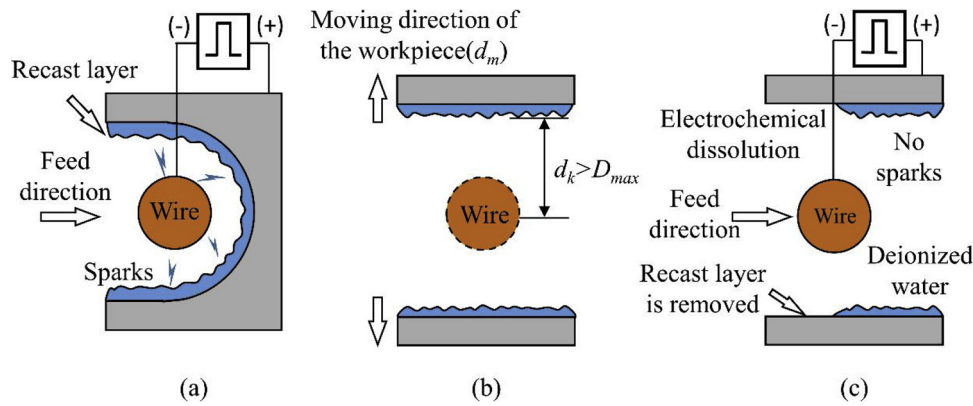 (-)
(+)
Recast layer
Feed
direction
Wire
Sparks
(a)
Moving direction of
the workpiece(dm)
dk>Dmax
Wire
(b)
(-)
(+)
Electrochemical
dissolution
No
sparks
Feed
direction
Wire
Deionized
water
Recast layer
is removed
(c)